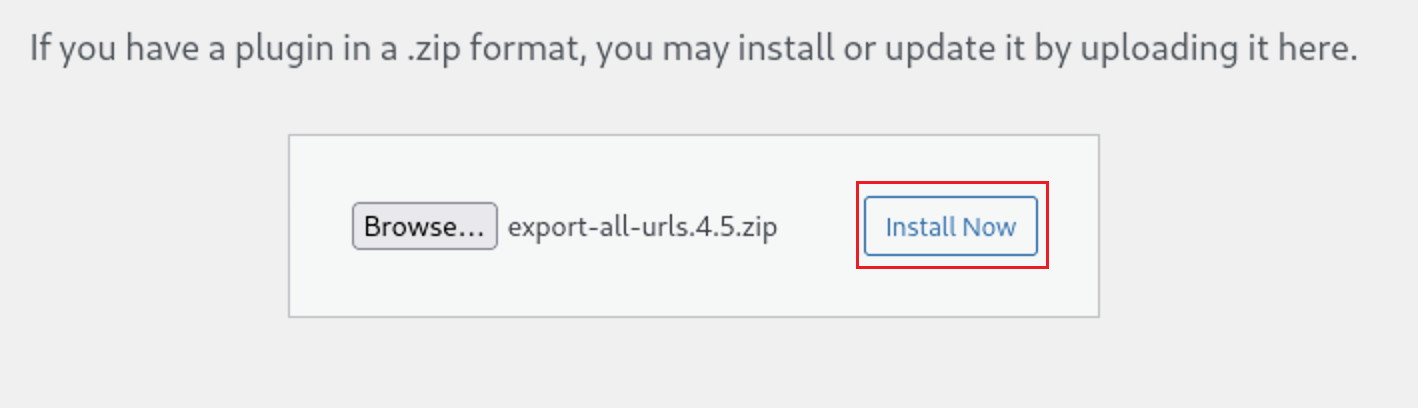 If you have a plugin in a .zip format, you may install or update it by uploading it here.
Browse... export-all-urls.4.5.zip Install Now